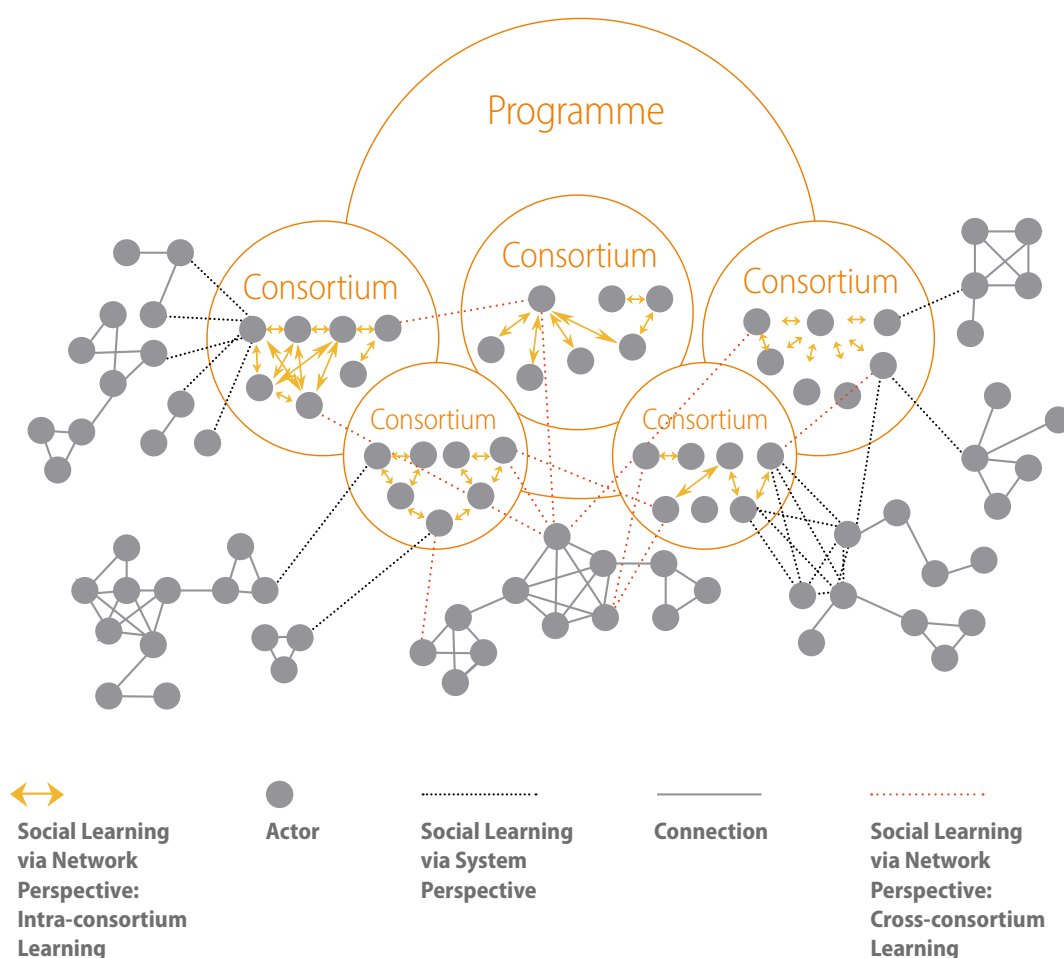 Programme
Consortium
Consortium
Consortium
Consortium
Consortium
Social Learning
via Network
Perspective:
Intra-consortium
Learning
Actor
Social Learning
via System
Perspective
Connection
Social Learning
via Network
Perspective:
Cross-consortium
Learning